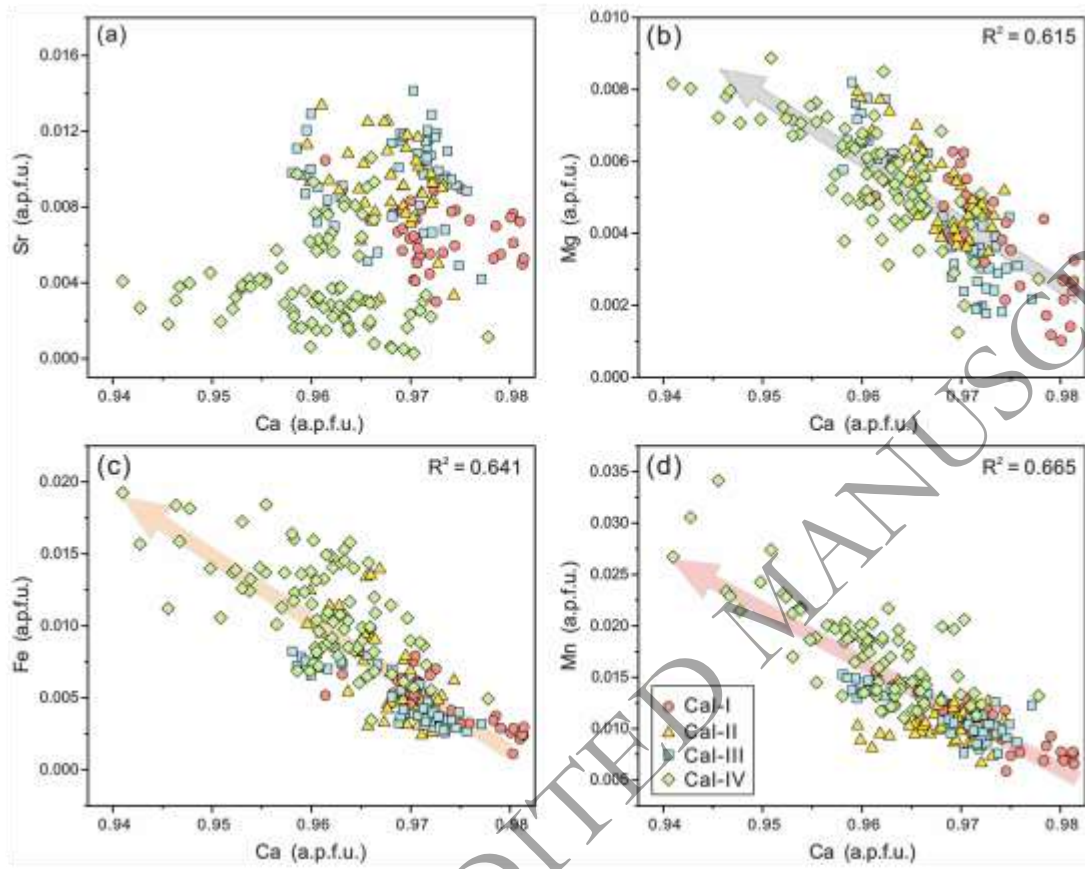 (a)
0.016
0.012
0.008
0.004
0.000
Sr (a.p.f.u.)
0.94 0.95 0.96 0.97 0.98
Ca (a.p.f.u.)
(b)
R² = 0.615
0.010
0.008
0.006
0.004
0.002
0.000
Mg (a.p.f.u.)
0.94 0.95 0.96 0.97 0.98
Ca (a.p.f.u.)
(c)
R² = 0.641
0.020
0.015
0.010
0.005
0.000
Fe (a.p.f.u.)
0.94 0.95 0.96 0.97 0.98
Ca (a.p.f.u.)
(d)
R² = 0.665
0.035
0.030
0.025
0.020
0.015
0.010
0.005
Mn (a.p.f.u.)
Cal-I
Cal-II
Cal-III
Cal-IV
0.94 0.95 0.96 0.97 0.98
Ca (a.p.f.u.)
DITED MANUSC